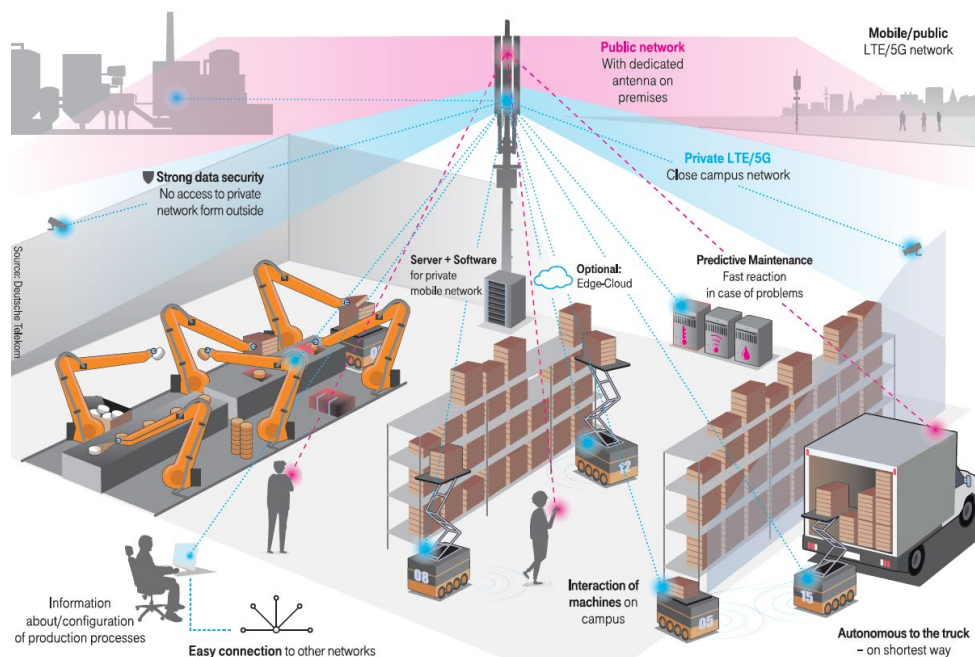 Mobile/public
LTE/5G network
Public network
With dedicated
antenna on
premises
Private LTE/5G
Close campus network
Strong data security
No access to private
network form outside
Source: Deutsche Telekom
Server + Software
for private
mobile network
Optional:
Edge-Cloud
Predictive Maintenance
Fast reaction
in case of problems
12
08
05
15
Interaction of
machines on
campus
Information
about/configuration
of production processes
Easy connection to other networks
Autonomous to the truck
– on shortest way